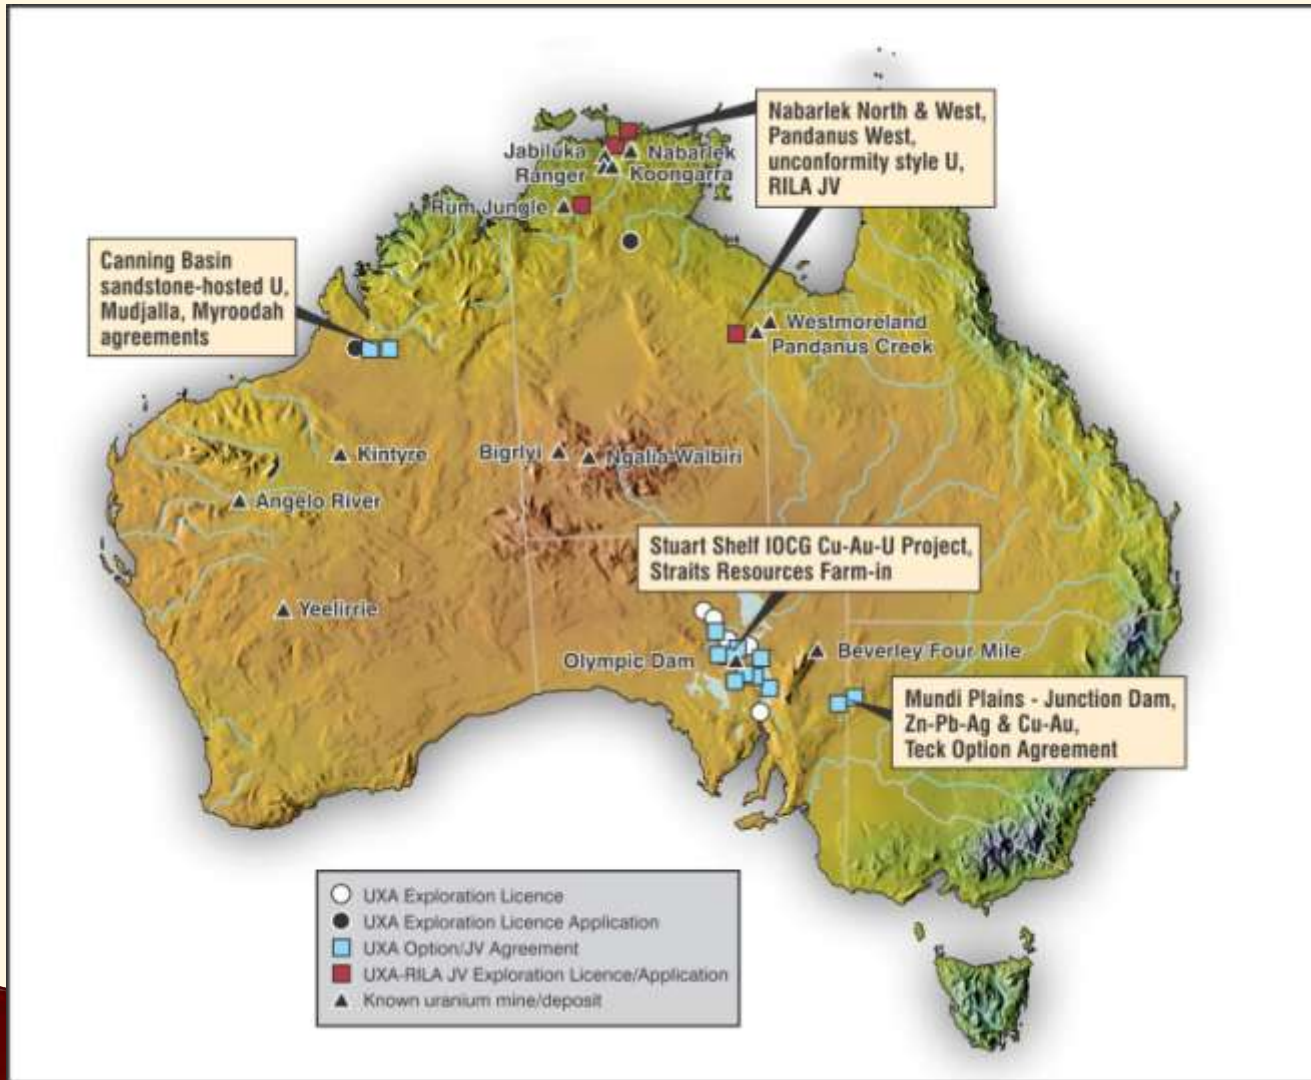 Nabarlek North & West,
Pandanus West,
unconformity style U,
RILA JV
Jabiluka
Nabarlek
Ranger
Koongarra
Rum Jungle
Canning Basin
sandstone-hosted U,
Mudjalla, Myroodah
agreements
Westmoreland
Pandanus Creek
Kintyre
Bigrlyi
Ngalia-Walbiri
Angelo River
Stuart Shelf IOCG Cu-Au-U Project,
Straits Resources Farm-in
Yeelirrie
Olympic Dam
Beverley Four Mile
Mundi Plains - Junction Dam,
Zn-Pb-Ag & Cu-Au,
Teck Option Agreement
UXA Exploration Licence
UXA Exploration Licence Application
UXA Option/JV Agreement
UXA-RILA JV Exploration Licence/Application
Known uranium mine/deposit